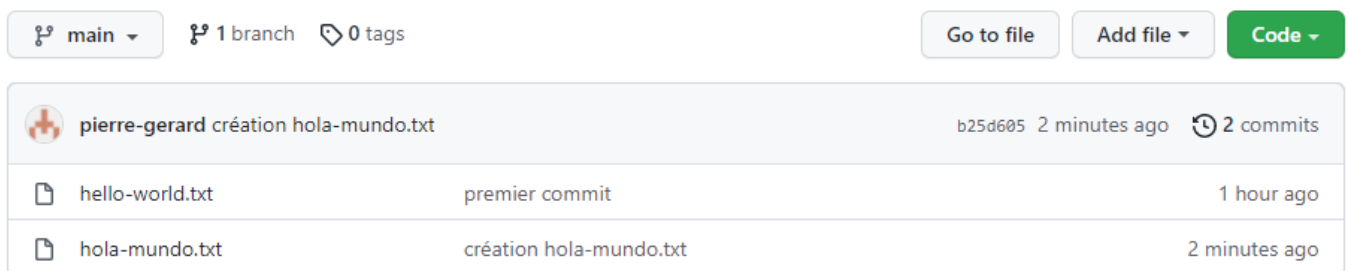 main 1 branch 0 tags Go to file Add file Code
pierre-gerard création hola-mundo.txt b25d605 2 minutes ago 2 commits
hello-world.txt premier commit 1 hour ago
hola-mundo.txt création hola-mundo.txt 2 minutes ago